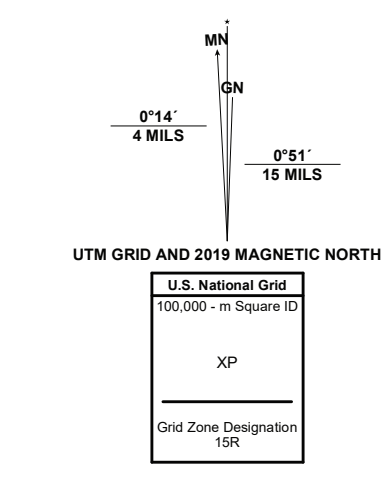 MN
GN
0°14´
4 MILS
0°51´
15 MILS
UTM GRID AND 2019 MAGNETIC NORTH
U.S. National Grid
100,000 - m Square ID
XP
Grid Zone Designation
15R